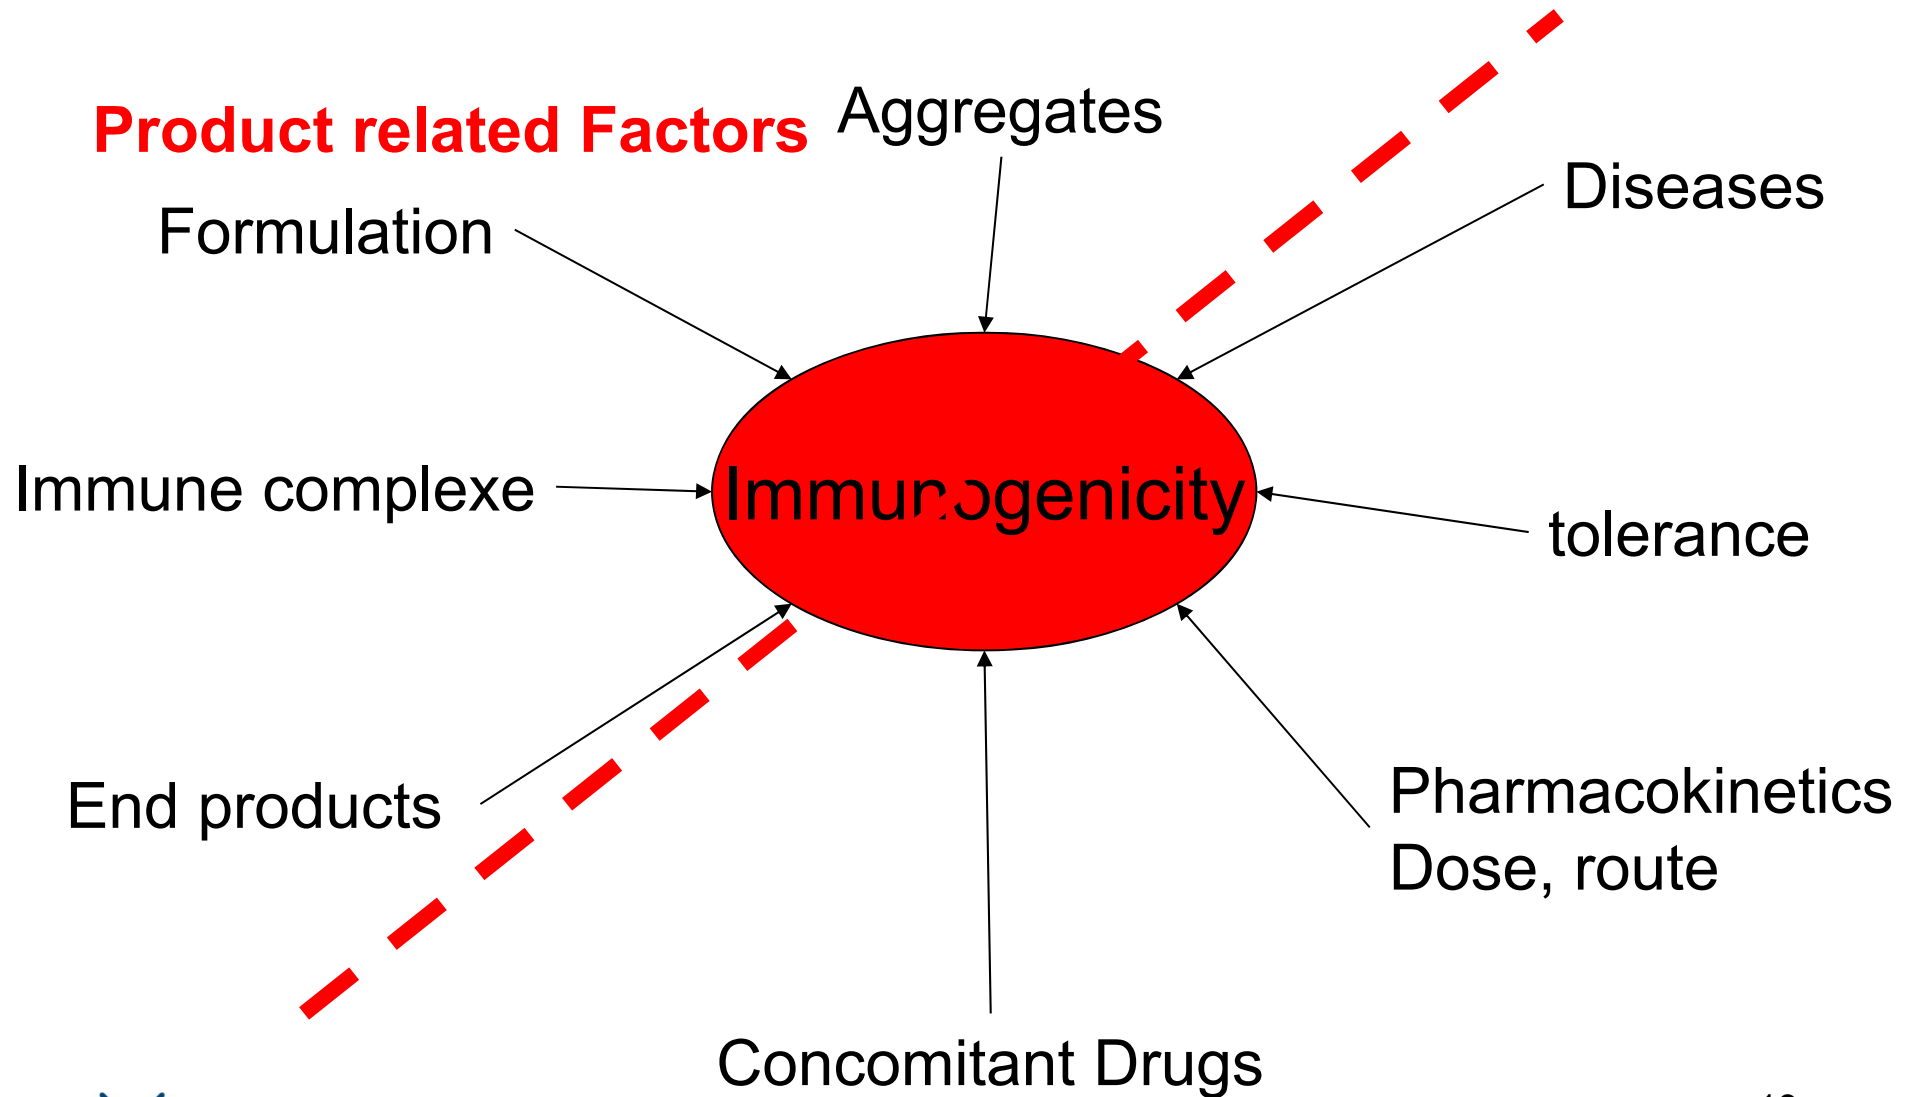 Product related Factors
Aggregates
Diseases
Formulation
Immune complexe
Immunogenicity
tolerance
End products
Pharmacokinetics
Dose, route
Concomitant Drugs